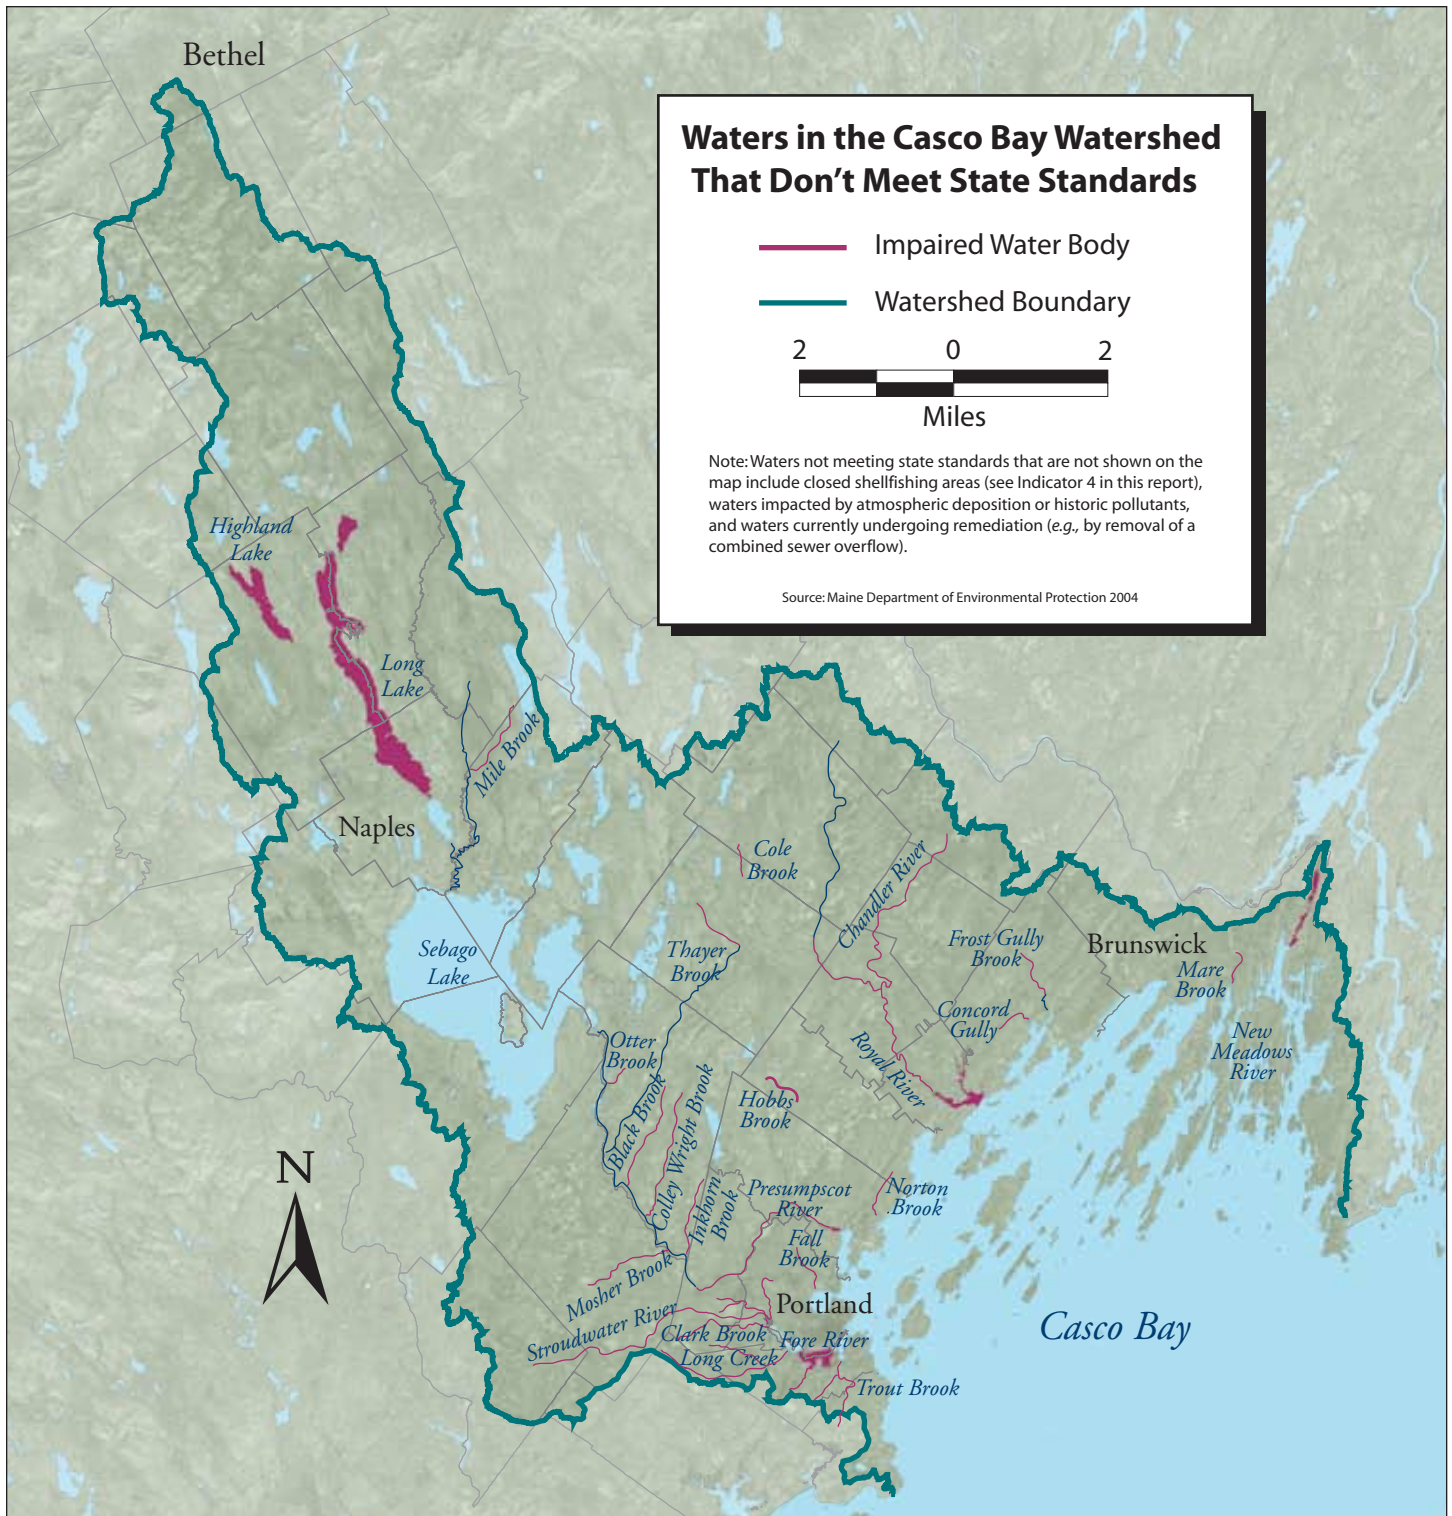 Bethel
Waters in the Casco Bay Watershed
That Don't Meet State Standards
Impaired Water Body
Watershed Boundary
2 0 2
Miles
Note: Waters not meeting state standards that are not shown on the
map include closed shellfishing areas (see Indicator 4 in this report),
waters impacted by atmospheric deposition or historic pollutants,
and waters currently undergoing remediation (e.g., by removal of a
combined sewer overflow).
Source: Maine Department of Environmental Protection 2004
Highland
Lake
Long
Lake
Mile Brook
Naples
Cole
Brook
Chandler River
Sebago
Lake
Thayer
Brook
Frost Gully
Brook
Brunswick
Mare
Brook
Concord
Gully
New
Meadows
River
Otter
Brook
Royal River
Black Brook
Colley Wright Brook
Hobbs
Brook
N
Inkhorn
Brook
Presumpscot
River
Norton
Brook
Fall
Brook
Mosher Brook
Portland
Stroudwater River
Clark Brook
Fore River
Long Creek
Casco Bay
Trout Brook